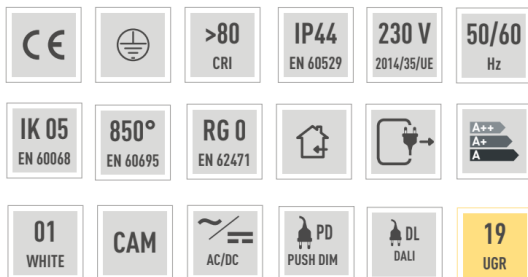 CE
>80
CRI
IP44
EN 60529
230 V
2014/35/UE
50/60
Hz
IK 05
EN 60068
850°
EN 60695
RG 0
EN 62471
A++
A+
A
01
WHITE
CAM
AC/DC
PD
PUSH DIM
DL
DALI
19
UGR